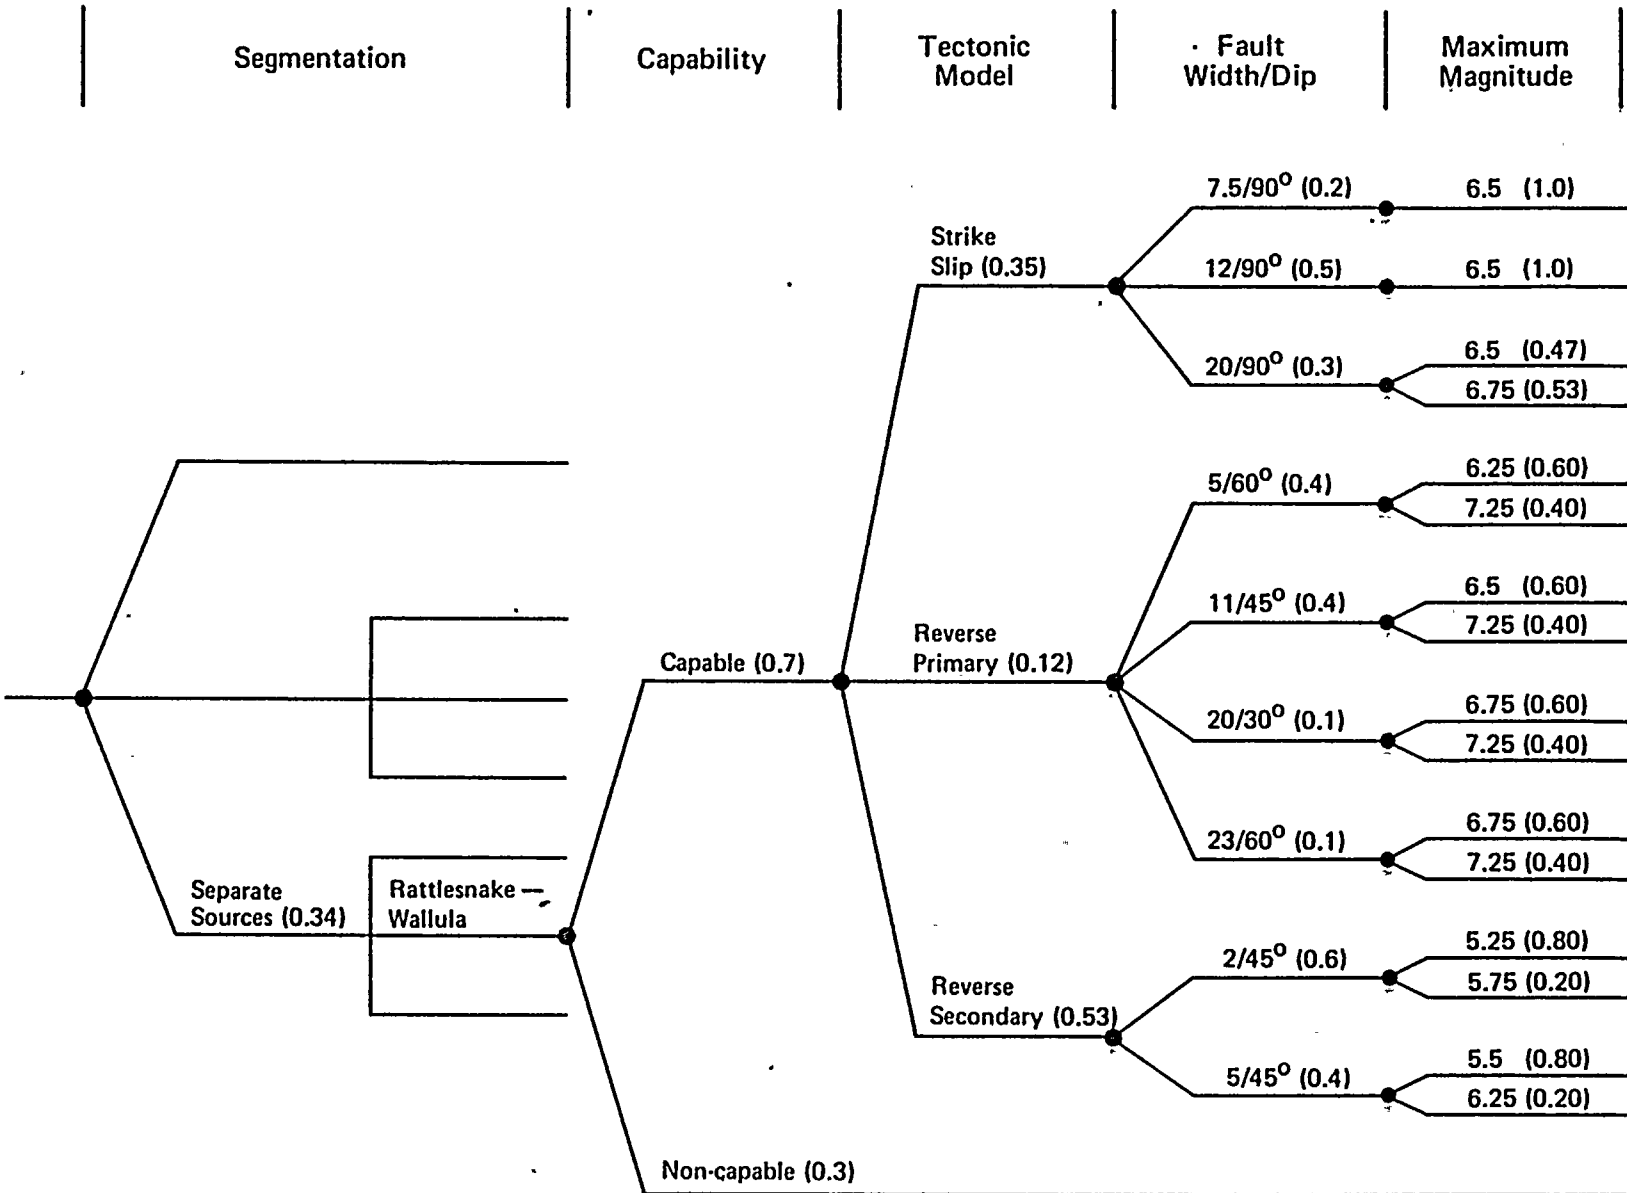 Segmentation
Capability
Tectonic
Model
Fault
Width/Dip
Maximum
Magnitude
7.5/90° (0.2)
6.5 (1.0)
Strike
Slip (0.35)
12/90° (0.5)
6.5 (1.0)
20/90° (0.3)
6.5 (0.47)
6.75 (0.53)
5/60° (0.4)
6.25 (0.60)
7.25 (0.40)
11/45° (0.4)
6.5 (0.60)
7.25 (0.40)
Capable (0.7)
Reverse
Primary (0.12)
20/30° (0.1)
6.75 (0.60)
7.25 (0.40)
23/60° (0.1)
6.75 (0.60)
7.25 (0.40)
Separate
Sources (0.34)
Rattlesnake —
Wallula
2/45° (0.6)
5.25 (0.80)
5.75 (0.20)
Reverse
Secondary (0.53)
5/45° (0.4)
5.5 (0.80)
6.25 (0.20)
Non-capable (0.3)